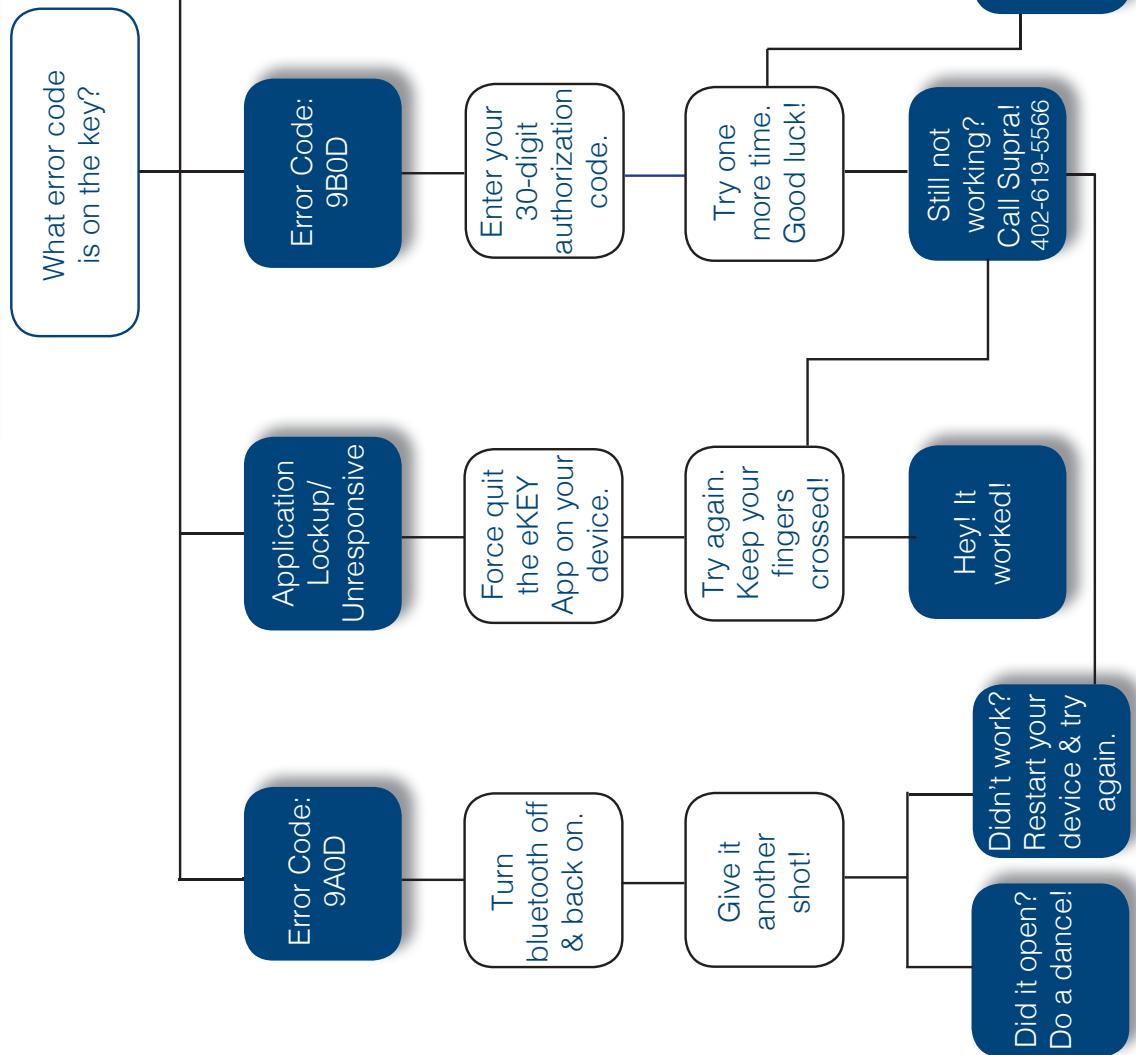 What error code
is on the key?
Error Code:
9A0D
Turn
bluetooth off
& back on.
Give it
another
shot!
Did it open?
Do a dance!
Didn't work?
Restart your
device & try
again.
Application
Lockup/
Unresponsive
Force quit
the eKEY
App on your
device.
Try again.
Keep your
fingers
crossed!
Hey! It
worked!
Error Code:
9B0D
Enter your
30-digit
authorization
code.
Try one
more time.
Good luck!
Still not
working?
Call Supra!
402-619-5566